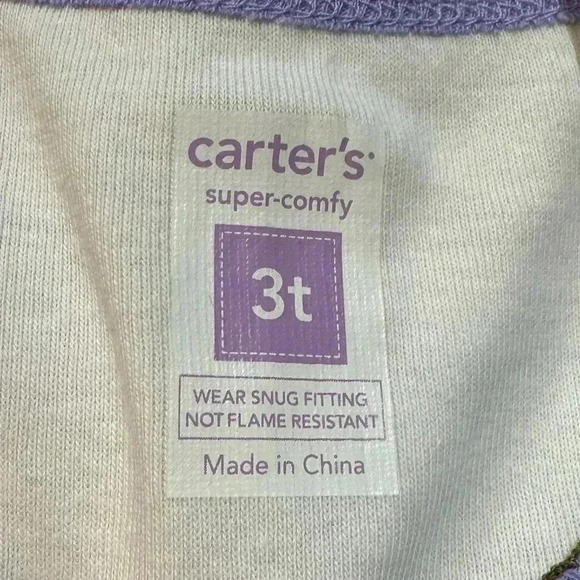 carter's
super-comfy
3t
WEAR SNUG FITTING
NOT FLAME RESISTANT
Made in China